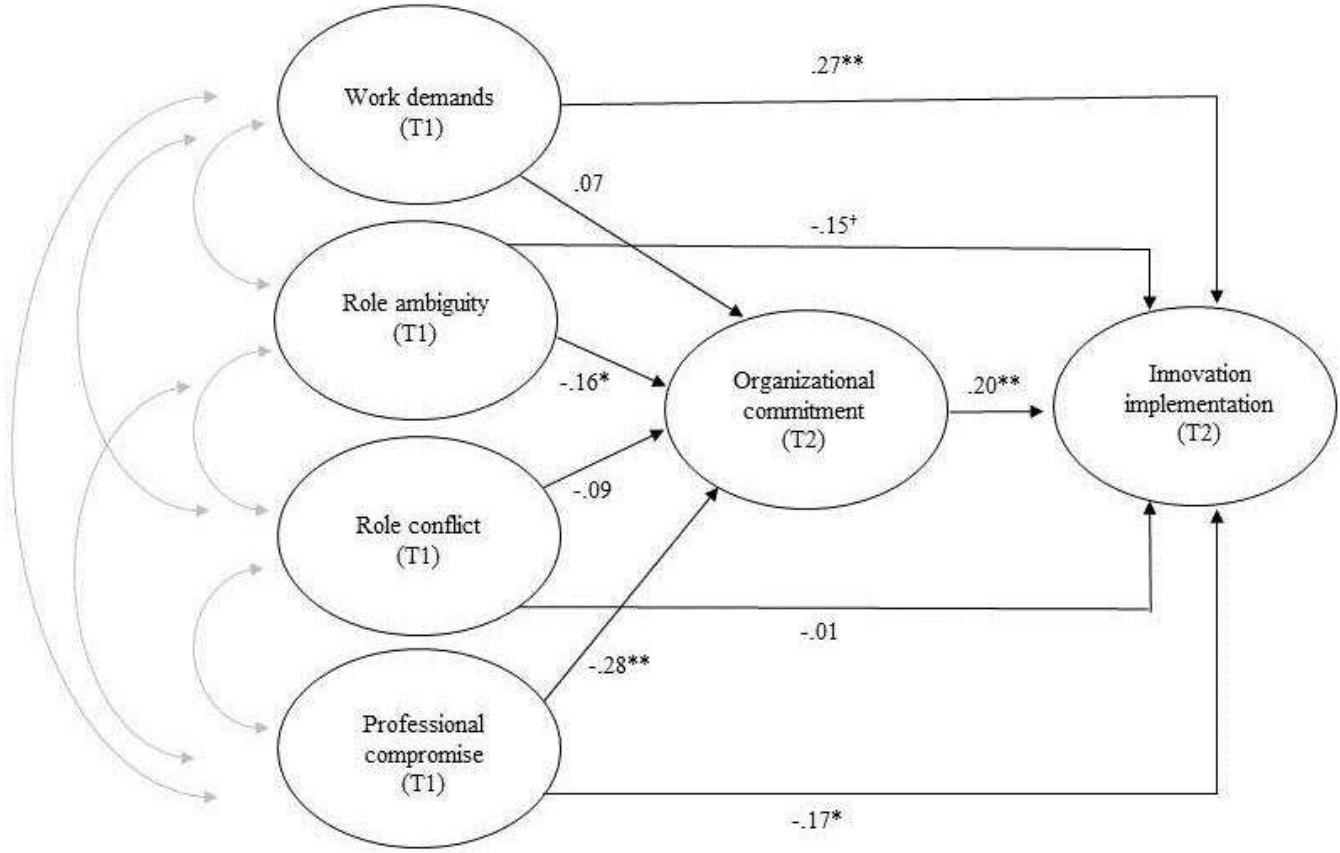 Work demands
(T1)
.27**
.07
Role ambiguity
(T1)
-.15†
-.16*
Organizational
commitment
(T2)
.20**
Innovation
implementation
(T2)
Role conflict
(T1)
-.09
-.01
-.28**
Professional
compromise
(T1)
-.17*